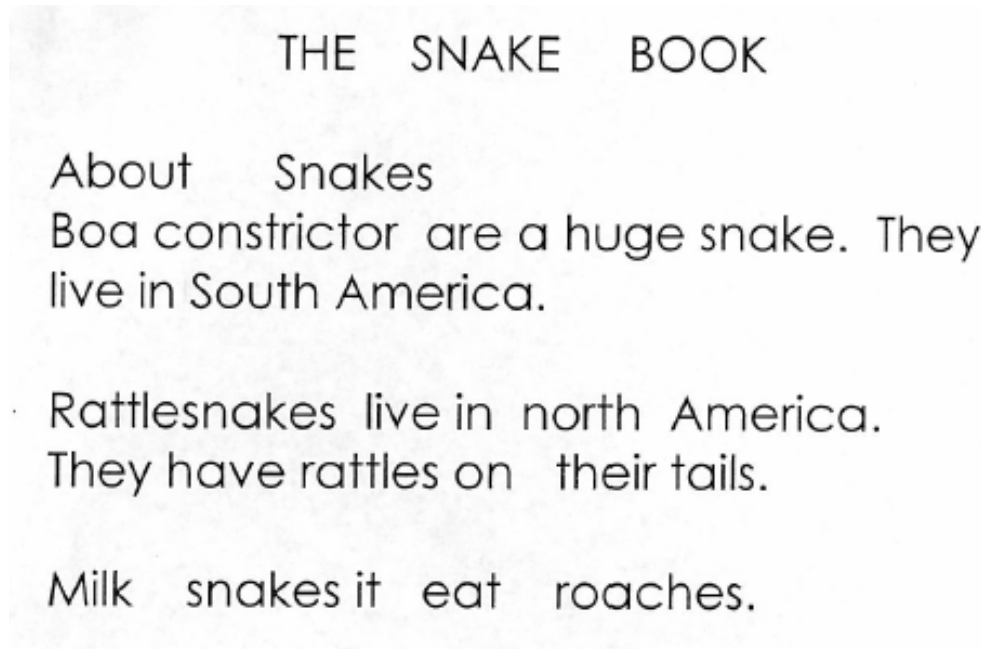 THE SNAKE BOOK
About Snakes
Boa constrictor are a huge snake. They
live in South America.
Rattlesnakes live in north America.
They have rattles on their tails.
Milk snakes it eat roaches.